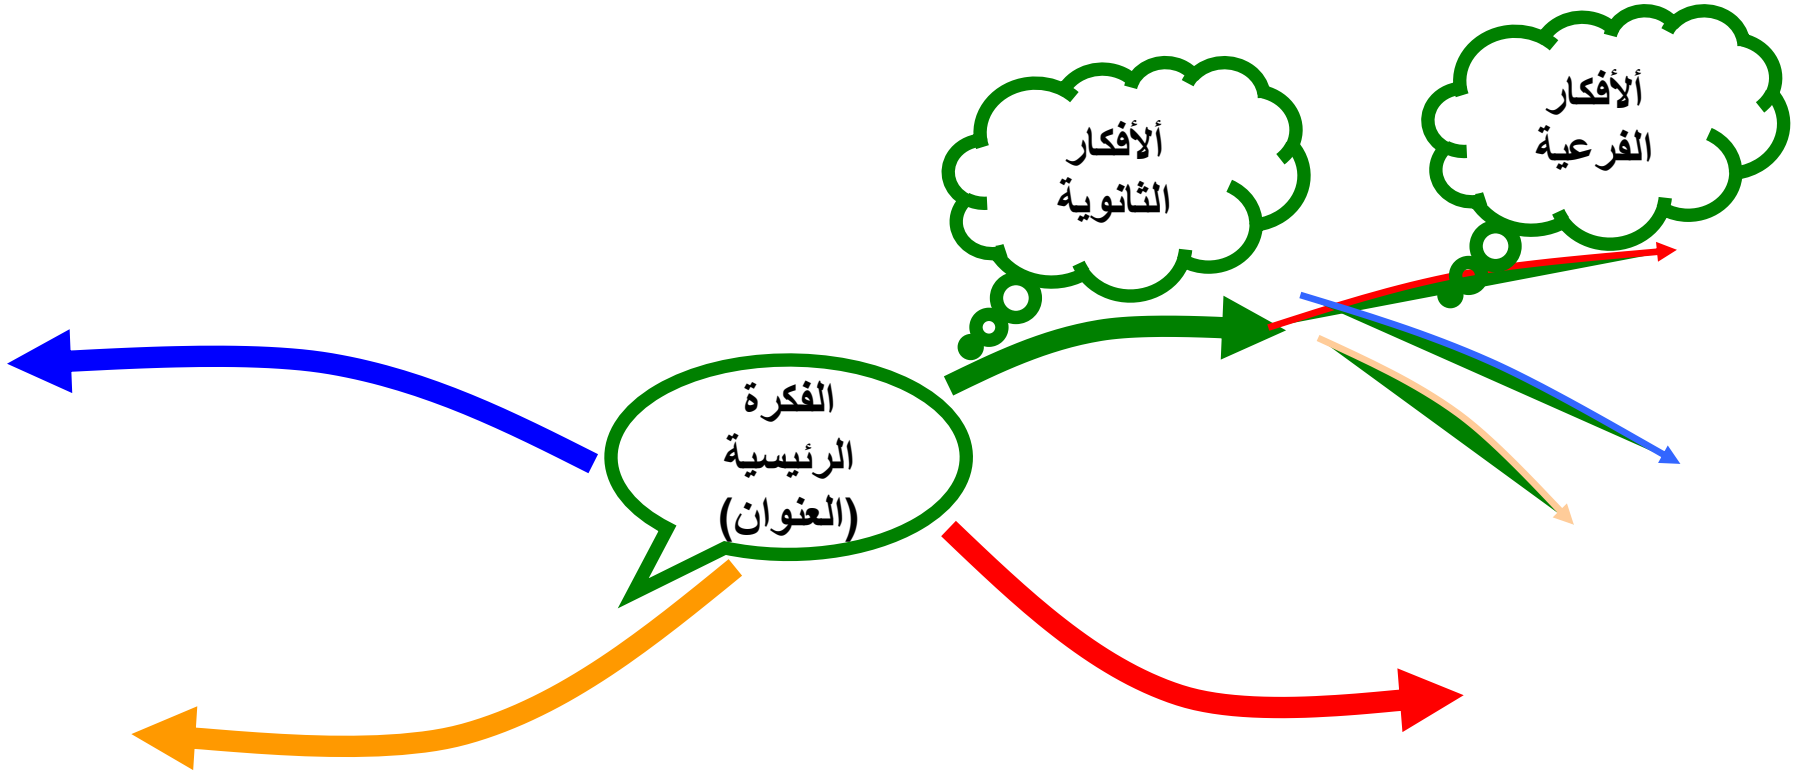 الفكرة
الرئيسية
(العنوان)
ألأفكار
الثانوية
ألأفكار
الفرعية